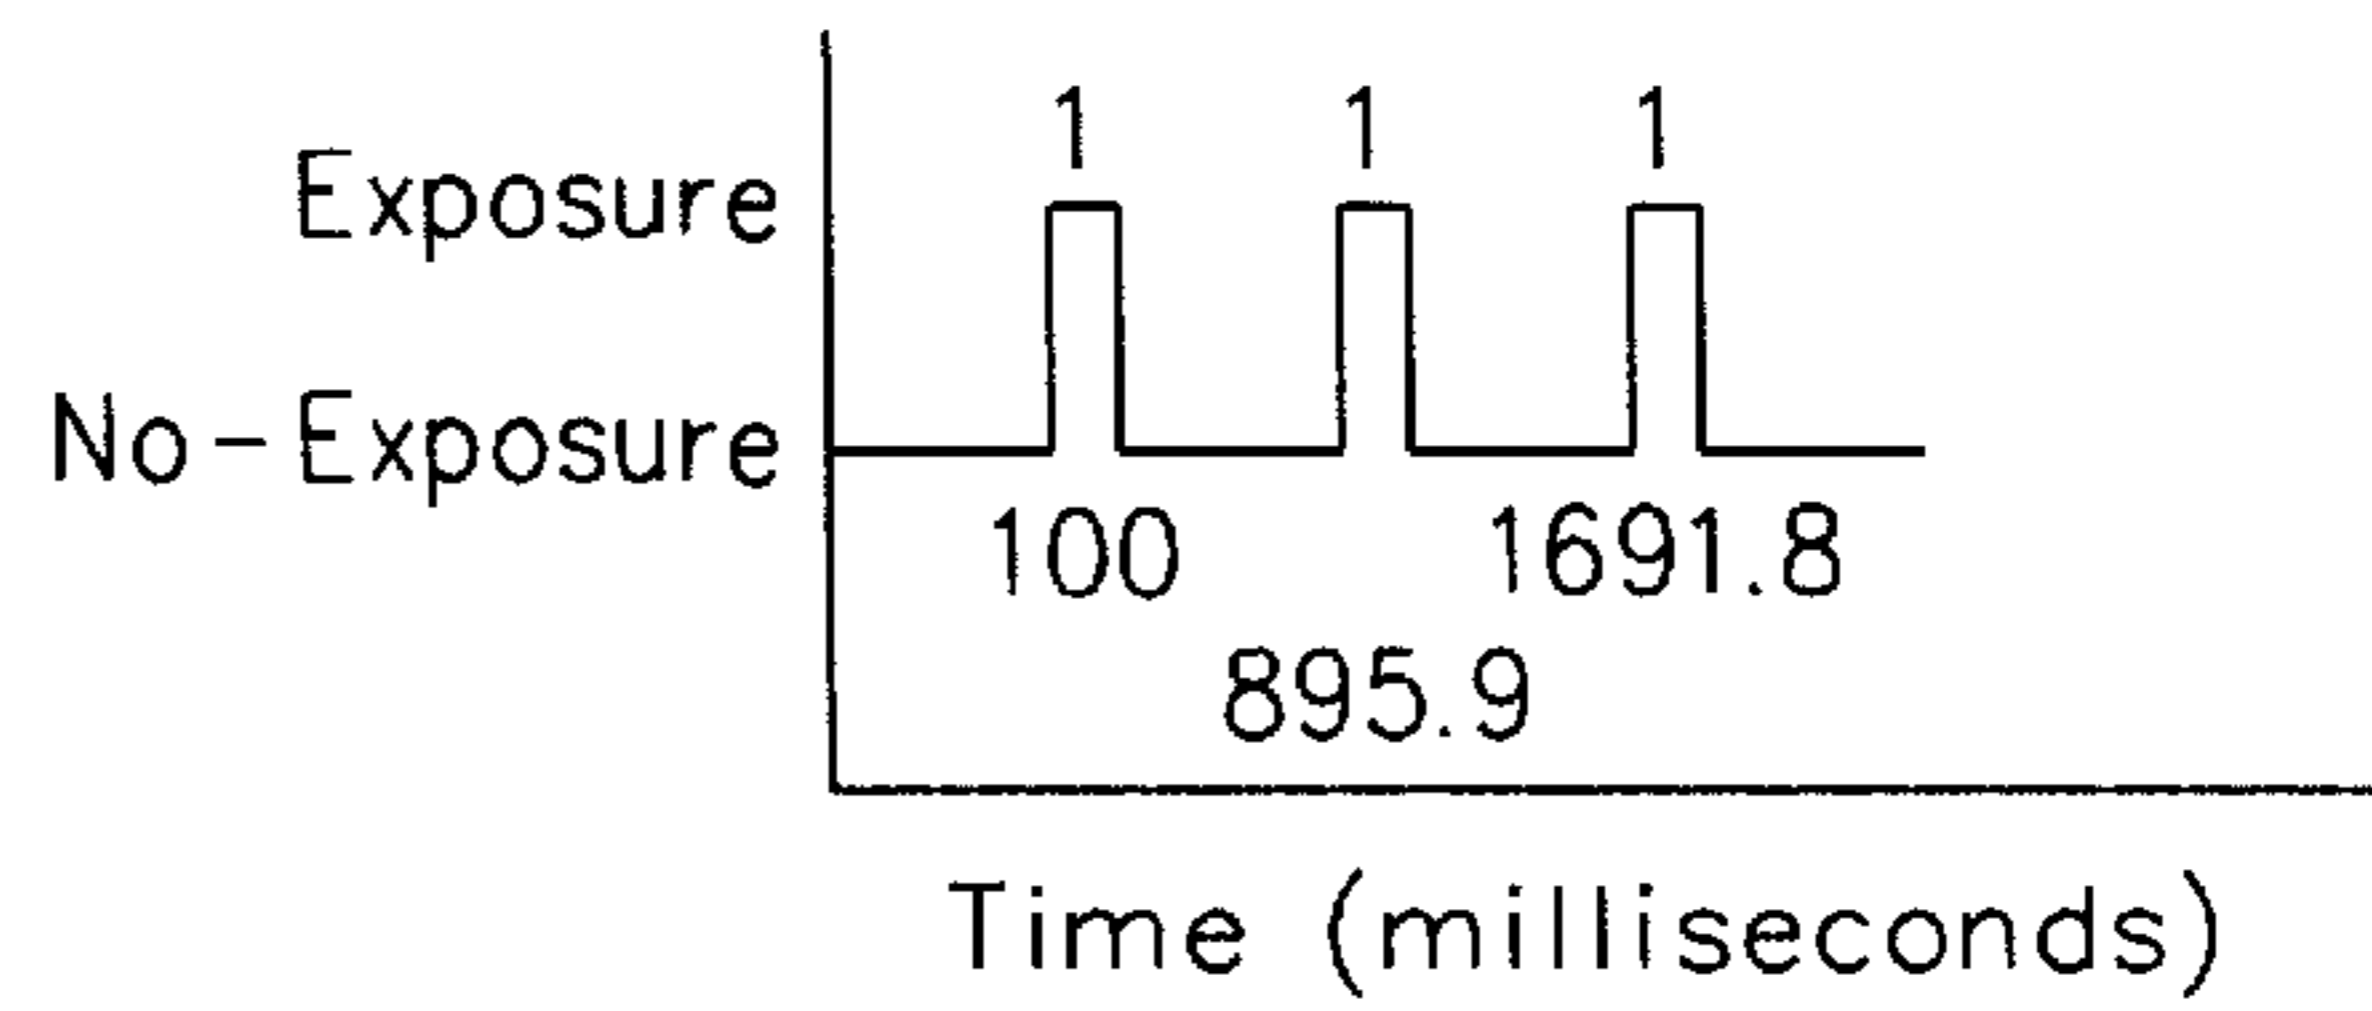 1 1 1
Exposure
No-Exposure
100 1691.8
895.9
Time (milliseconds)